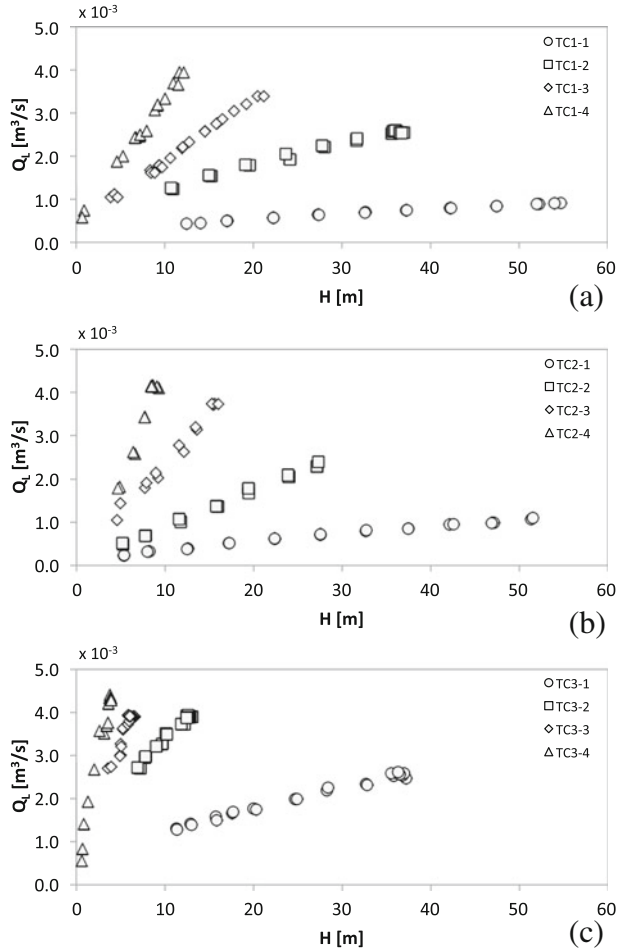 x 10⁻³
5.0
4.0
3.0
2.0
1.0
0.0
Q_L [m³/s]
0 10 20 30 40 50 60
H [m]
TC1-1
TC1-2
TC1-3
TC1-4
(a)
x 10⁻³
5.0
4.0
3.0
2.0
1.0
0.0
Q_L [m³/s]
0 10 20 30 40 50 60
H [m]
TC2-1
TC2-2
TC2-3
TC2-4
(b)
x 10⁻³
5.0
4.0
3.0
2.0
1.0
0.0
Q_L [m³/s]
0 10 20 30 40 50 60
H [m]
TC3-1
TC3-2
TC3-3
TC3-4
(c)